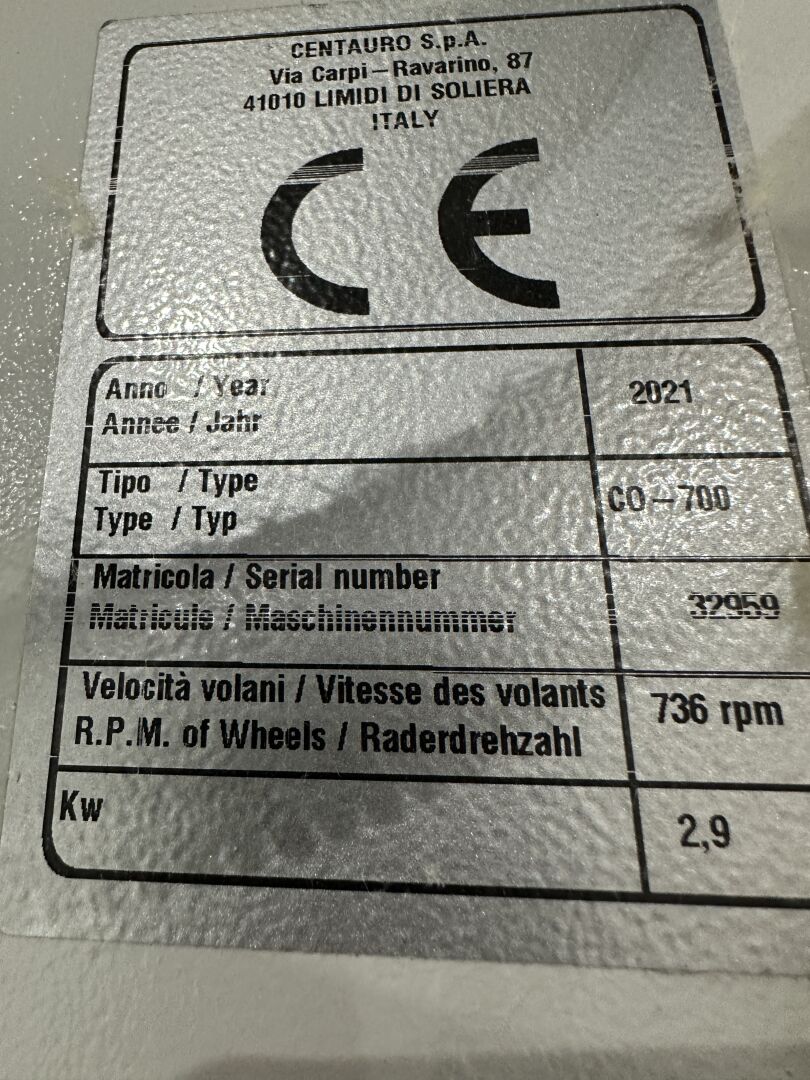 CENTAURO S.p.A.
Via Carpi–Ravarino, 87
41010 LIMIDI DI SOLIERA
ITALY
CE
Anno / Year
Annee / Jahr
2021
Tipo / Type
Type / Typ
CO–700
Matricola / Serial number
Matricule / Maschinennummer
32959
Velocità volani / Vitesse des volants
R.P.M. of Wheels / Raderdrehzahl
736 rpm
Kw
2,9